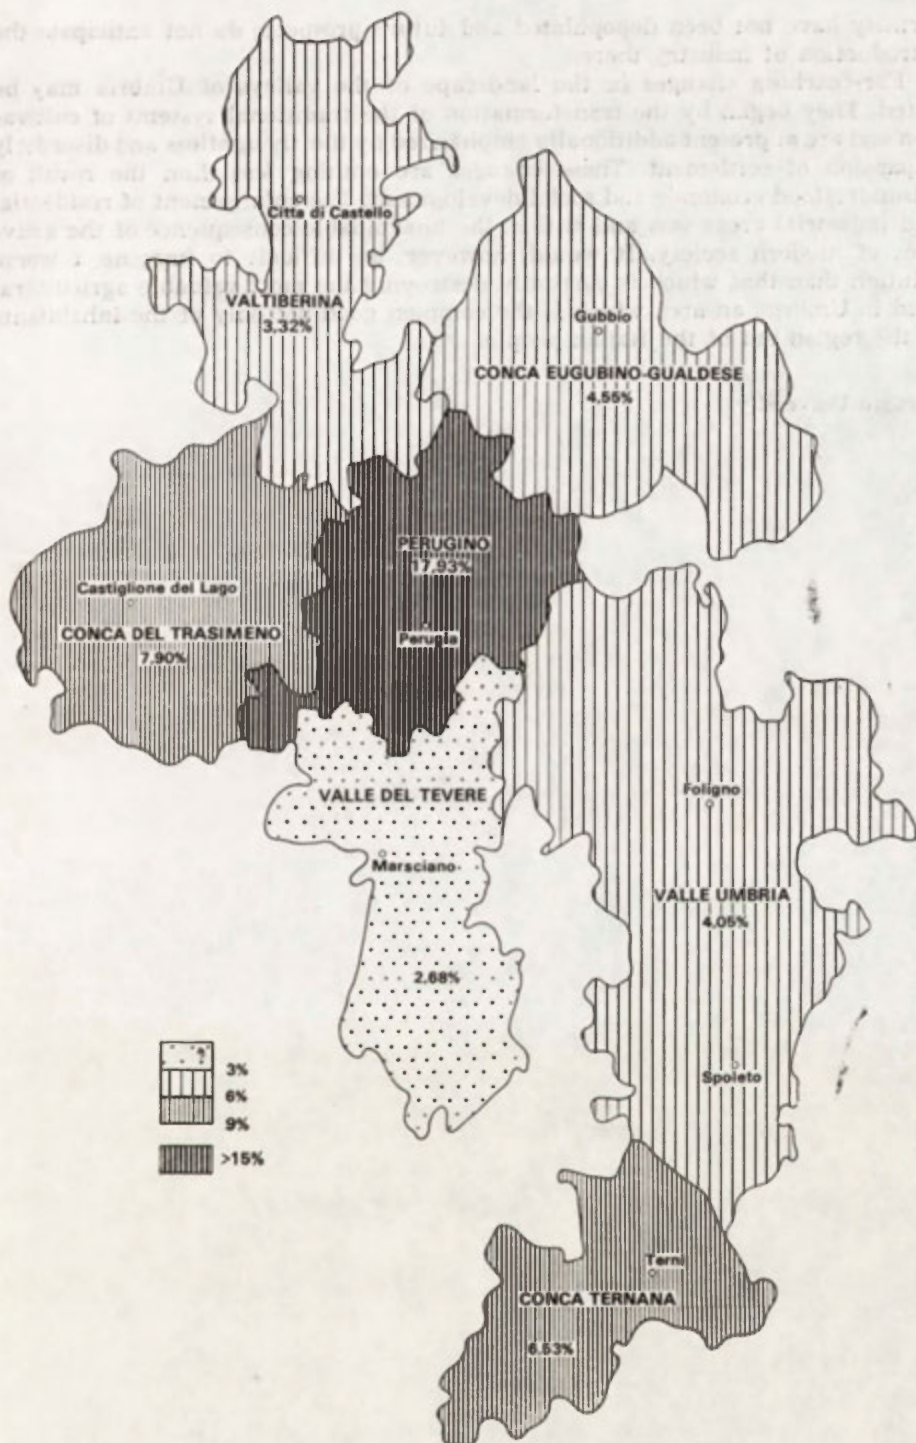 Citta di Castello
VALTIBERINA
3,32%
Gubbio
CONCA EUGUBINO-GUALDESE
4,55%
PERUGINO
17,93%
Perugia
Castiglione del Lago
CONCA DEL TRASIMENO
7,90%
VALLE DEL TEVERE
Marsciano
2,68%
Foligno
VALLE UMBRIA
4,05%
Spoleto
3%
6%
9%
>15%
Terni
CONCA TERNANA
6,53%